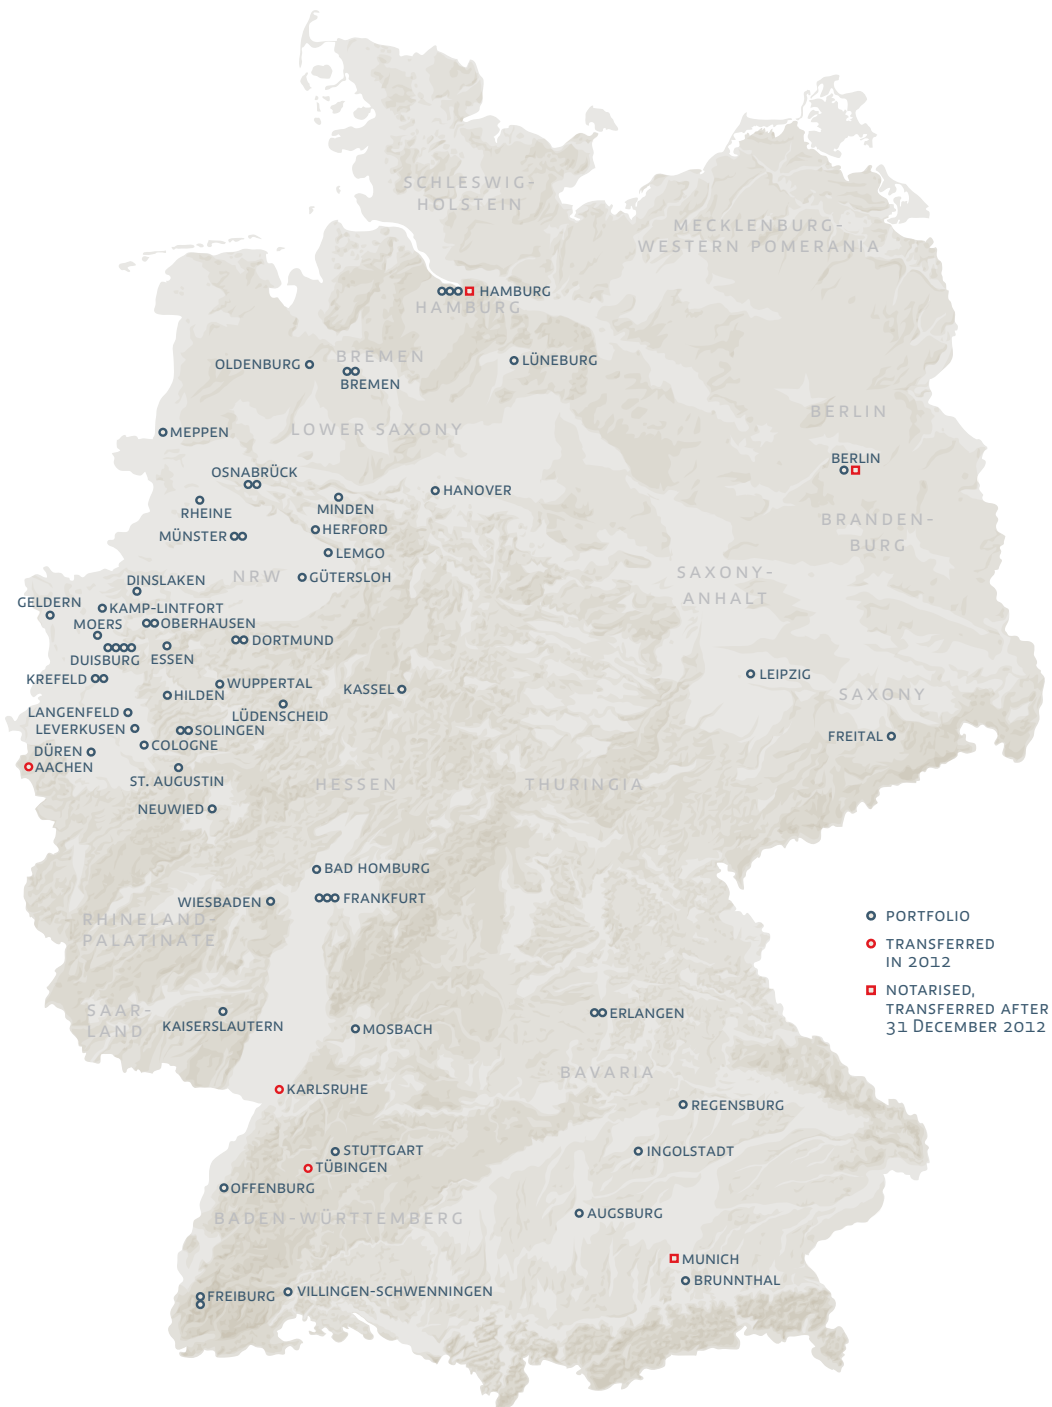 SCHLESWIG-
HOLSTEIN
MECKLENBURG-
WESTERN POMERANIA
HAMBURG
HAMBURG
BREMEN
LÜNEBURG
OLDENBURG
BREMEN
BERLIN
LOWER SAXONY
MEPPEN
BERLIN
OSNABRÜCK
HANOVER
RHEINE
MINDEN
BRANDEN-
BURG
HERFORD
MÜNSTER
LEMGO
SAXONY-
ANHALT
NRW
GÜTERSLOH
DINSLAKEN
GELDERN
KAMP-LINTFORT
MOERS
OBERHAUSEN
DORTMUND
DUISBURG
ESSEN
LEIPZIG
KREFELD
WUPPERTAL
KASSEL
HILDEN
SAXONY
LANGENFELD
LÜDENSCHEID
LEVERKUSEN
SOLINGEN
FREITAL
COLOGNE
DÜREN
AACHEN
ST. AUGUSTIN
HESSEN
THURINGIA
NEUWIED
BAD HOMBURG
WIESBADEN
FRANKFURT
RHINELAND-
PALATINATE
PORTFOLIO
TRANSFERRED
IN 2012
NOTARISED,
TRANSFERRED AFTER
31 DECEMBER 2012
SAAR-
LAND
KAISERSLAUTERN
MOSBACH
ERLANGEN
BAVARIA
KARLSRUHE
REGENSBURG
STUTTGART
INGOLSTADT
TÜBINGEN
OFFENBURG
AUGSBURG
BADEN-WÜRTTEMBERG
MUNICH
BRUNNTHAL
FREIBURG
VILLINGEN-SCHWENNINGEN